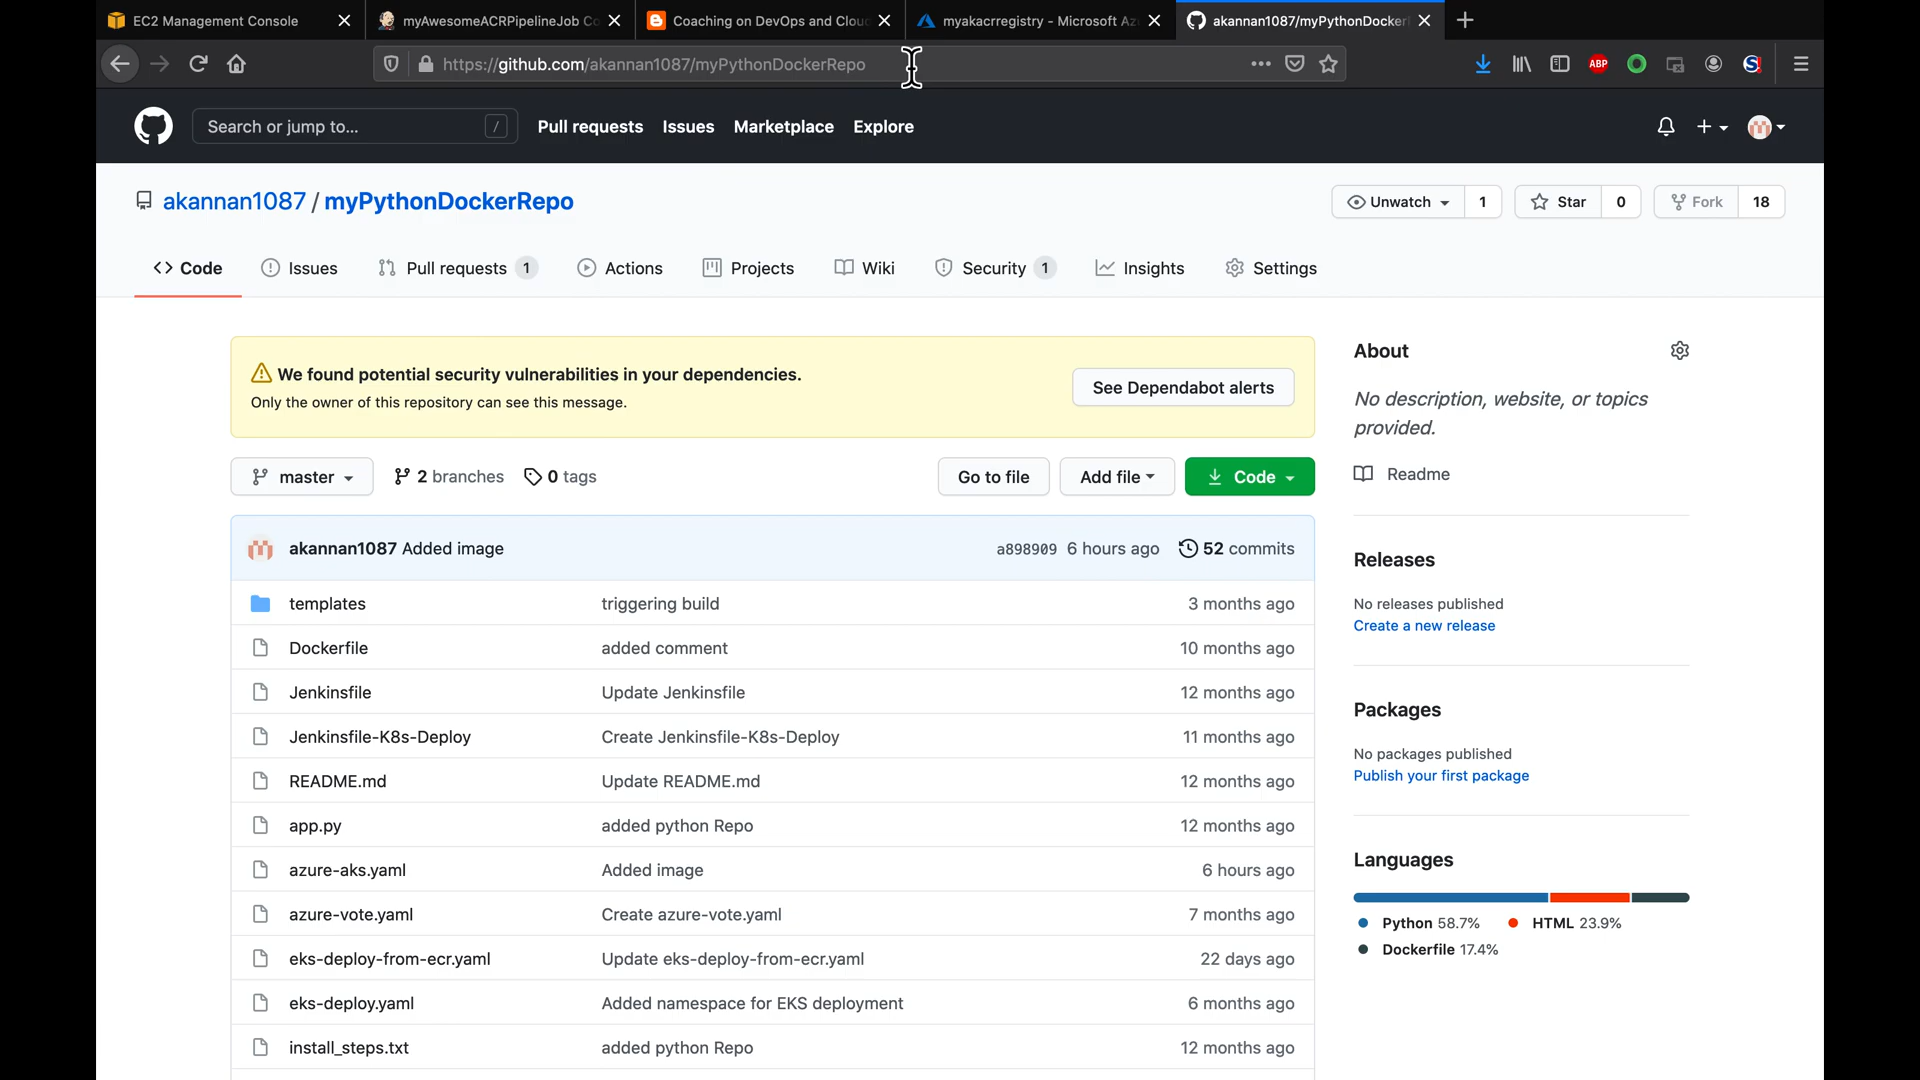 EC2 Management Console
myAwesomeACRPipelineJob Co
Coaching on DevOps and Clou
myakacrregistry - Microsoft Az
akannan1087/myPythonDocker
https://github.com/akannan1087/myPythonDockerRepo
ABP
S
Search or jump to...
/
Pull requests
Issues
Marketplace
Explore
akannan1087 / myPythonDockerRepo
Unwatch
1
Star
0
Fork
18
Code
Issues
Pull requests 1
Actions
Projects
Wiki
Security 1
Insights
Settings
We found potential security vulnerabilities in your dependencies.
Only the owner of this repository can see this message.
See Dependabot alerts
master
2 branches
0 tags
Go to file
Add file
Code
akannan1087 Added image
a898909 6 hours ago
52 commits
templates
triggering build
3 months ago
Dockerfile
added comment
10 months ago
Jenkinsfile
Update Jenkinsfile
12 months ago
Jenkinsfile-K8s-Deploy
Create Jenkinsfile-K8s-Deploy
11 months ago
README.md
Update README.md
12 months ago
app.py
added python Repo
12 months ago
azure-aks.yaml
Added image
6 hours ago
azure-vote.yaml
Create azure-vote.yaml
7 months ago
eks-deploy-from-ecr.yaml
Update eks-deploy-from-ecr.yaml
22 days ago
eks-deploy.yaml
Added namespace for EKS deployment
6 months ago
install_steps.txt
added python Repo
12 months ago
About
No description, website, or topics
provided.
Readme
Releases
No releases published
Create a new release
Packages
No packages published
Publish your first package
Languages
Python 58.7%
HTML 23.9%
Dockerfile 17.4%